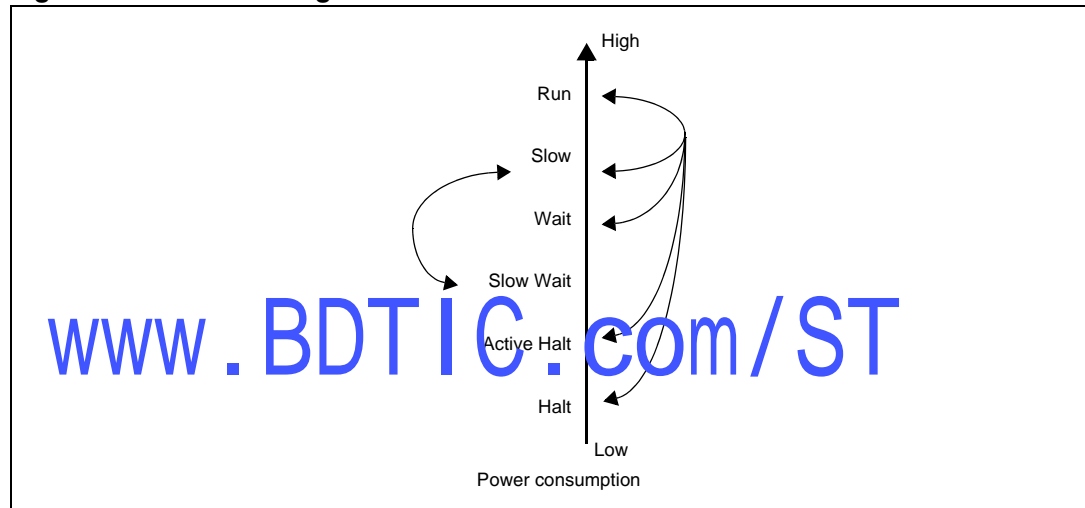 High
Run
Slow
Wait
Slow Wait
Active Halt
www.BDTIC.com/ST
Halt
Low
Power consumption